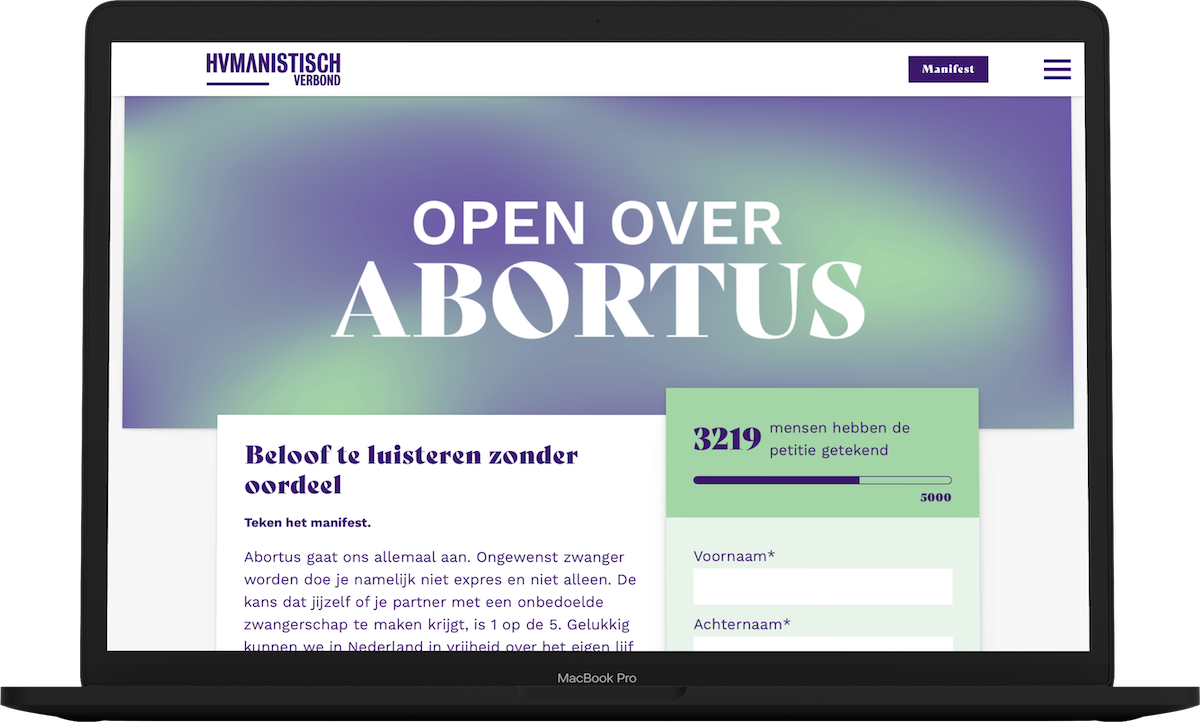 HVMANISTISCH
VERBOND
Manifest
OPEN OVER
ABORTUS
3219 mensen hebben de
petitie getekend
5000
Beloof te luisteren zonder
oordeel
Teken het manifest.
Abortus gaat ons allemaal aan. Ongewenst zwanger
worden doe je namelijk niet expres en niet alleen. De
kans dat jijzelf of je partner met een onbedoelde
zwangerschap te maken krijgt, is 1 op de 5. Gelukkig
kunnen we in Nederland in vrijheid over het eigen lijf
Voornaam*
Achternaam*
MacBook Pro